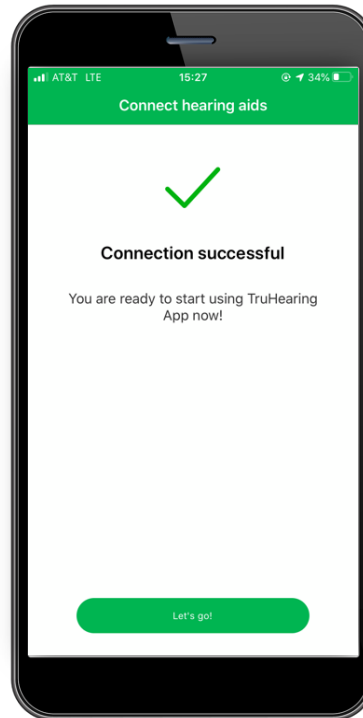 AT&T LTE 15:27 34%
Connect hearing aids
Connection successful
You are ready to start using TruHearing
App now!
Let's go!